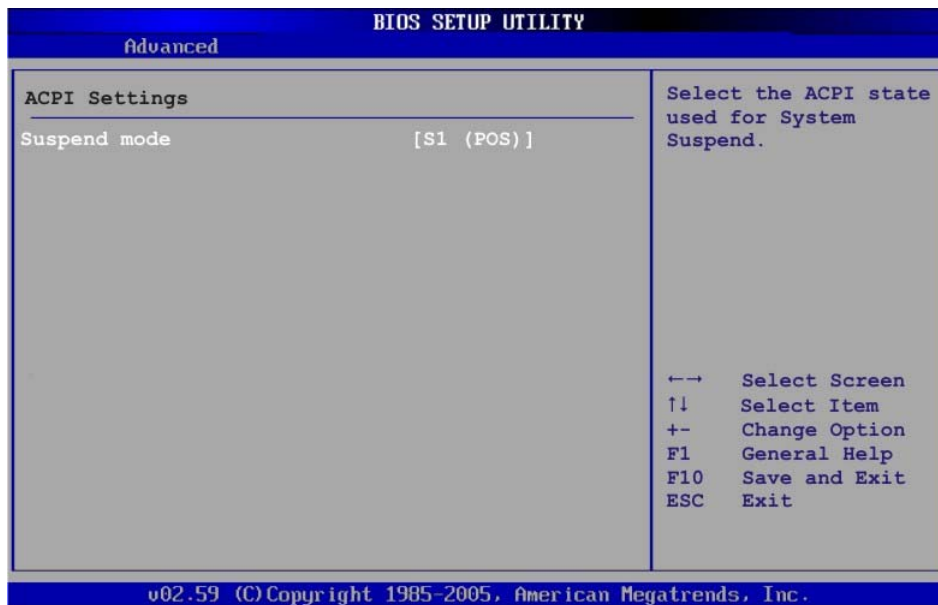 BIOS SETUP UTILITY
Advanced
ACPI Settings
Suspend mode [S1 (POS)]
Select the ACPI state
used for System
Suspend.
←→ Select Screen
↑↓ Select Item
+- Change Option
F1 General Help
F10 Save and Exit
ESC Exit
v02.59 (C)Copyright 1985-2005, American Megatrends, Inc.